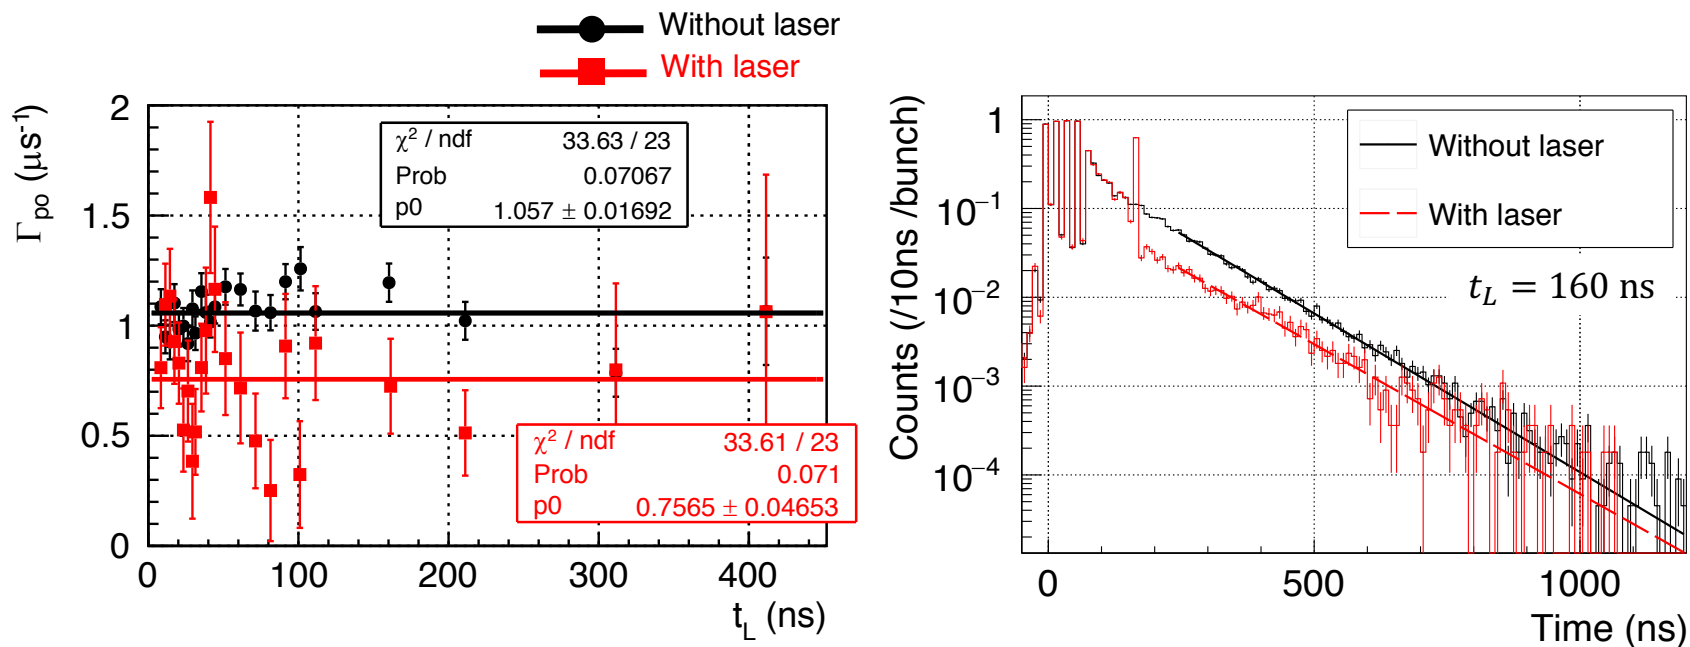 Without laser
With laser
Γpo (μs⁻¹)
2
1.5
1
0.5
0
χ² / ndf 33.63 / 23
Prob 0.07067
p0 1.057 ± 0.01692
χ² / ndf 33.61 / 23
Prob 0.071
p0 0.7565 ± 0.04653
0 100 200 300 400
tL (ns)
Counts (/10ns /bunch)
1
10⁻¹
10⁻²
10⁻³
10⁻⁴
Without laser
With laser
tL = 160 ns
0 500 1000
Time (ns)